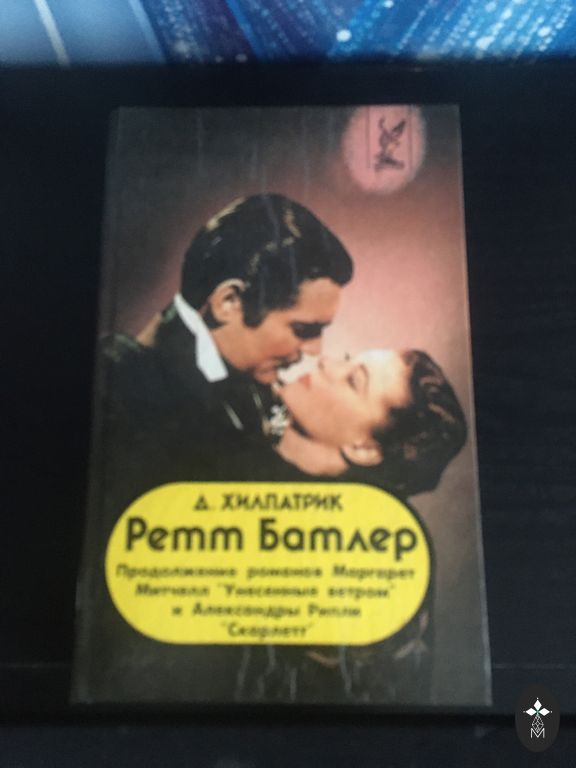 Д. ХИЛПАТРИК
Ретт Батлер
Продолжение романов Маргарет
Митчелл "Унесенные ветром"
и Александры Рипли
"Скарлетт"